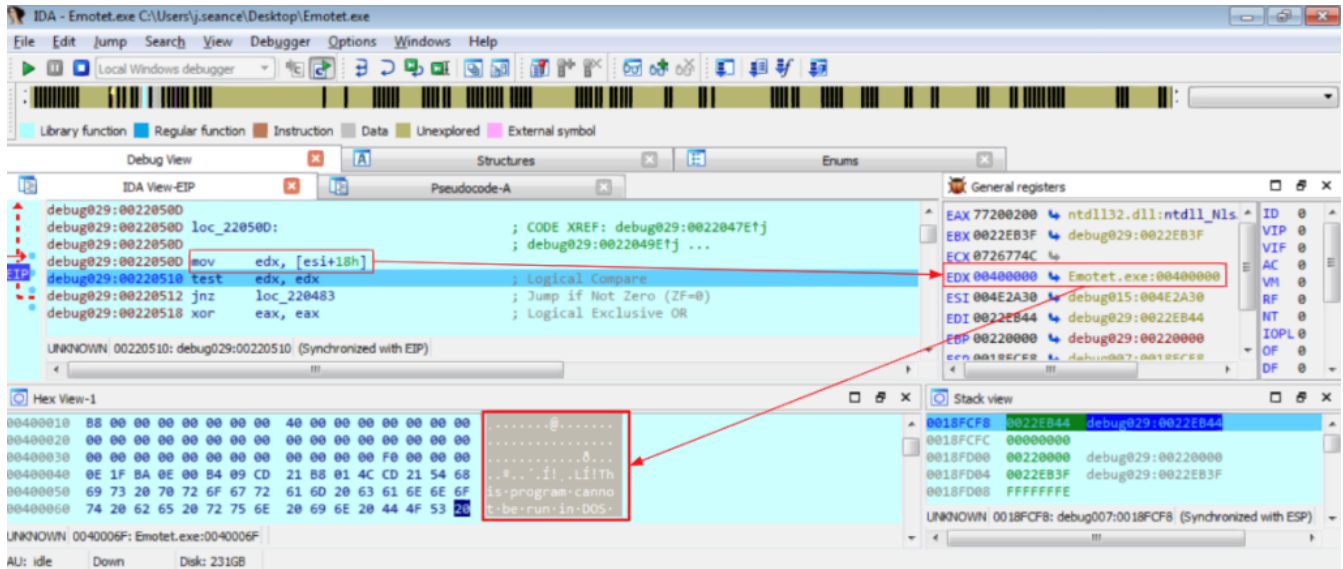 IDA - Emotet.exe C:\Users\j.seance\Desktop\Emotet.exe
File Edit Jump Search View Debugger Options Windows Help
Local Windows debugger
Library function Regular function Instruction Data Unexplored External symbol
Debug View Structures Enums
IDA View-EIP Pseudocode-A
debug029:0022050D
debug029:0022050D loc_22050D: ; CODE XREF: debug029:0022047E↑j
debug029:0022050D ; debug029:0022049E↑j ...
debug029:0022050D mov edx, [esi+18h]
EIP debug029:00220510 test edx, edx ; Logical Compare
debug029:00220512 jnz loc_220483 ; Jump if Not Zero (ZF=0)
debug029:00220518 xor eax, eax ; Logical Exclusive OR
UNKNOWN 00220510: debug029:00220510 (Synchronized with EIP)
General registers
EAX 77200200 ntdll32.dll:ntdll_Nls
EBX 0022EB3F debug029:0022EB3F
ECX 0726774C
EDX 00400000 Emotet.exe:00400000
ESI 004E2A30 debug015:004E2A30
EDI 0022EB44 debug029:0022EB44
EBP 00220000 debug029:00220000
ESP 0018FCF8 debug007:0018FCF8
ID 0
VIP 0
VIF 0
AC 0
VM 0
RF 0
NT 0
IOPL 0
OF 0
DF 0
Hex View-1
00400010 B8 00 00 00 00 00 00 00 40 00 00 00 00 00 00 00 ........@.......
00400020 00 00 00 00 00 00 00 00 00 00 00 00 00 00 00 00 ................
00400030 00 00 00 00 00 00 00 00 00 00 00 00 F0 00 00 00 ............ð...
00400040 0E 1F BA 0E 00 B4 09 CD 21 B8 01 4C CD 21 54 68 ..º..´.Í!¸.LÍ!Th
00400050 69 73 20 70 72 6F 67 72 61 6D 20 63 61 6E 6E 6F is·program·canno
00400060 74 20 62 65 20 72 75 6E 20 69 6E 20 44 4F 53 20 t·be·run·in·DOS·
UNKNOWN 0040006F: Emotet.exe:0040006F
Stack view
0018FCF8 0022EB44 debug029:0022EB44
0018FCFC 00000000
0018FD00 00220000 debug029:00220000
0018FD04 0022EB3F debug029:0022EB3F
0018FD08 FFFFFFFE
UNKNOWN 0018FCF8: debug007:0018FCF8 (Synchronized with ESP)
AU: idle Down Disk: 231GB